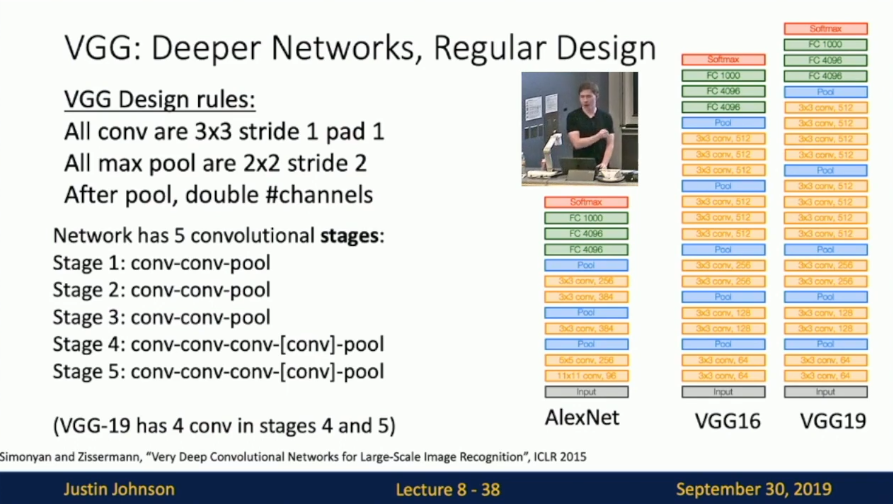 VGG: Deeper Networks, Regular Design
VGG Design rules:
All conv are 3x3 stride 1 pad 1
All max pool are 2x2 stride 2
After pool, double #channels
Network has 5 convolutional stages:
Stage 1: conv-conv-pool
Stage 2: conv-conv-pool
Stage 3: conv-conv-pool
Stage 4: conv-conv-conv-[conv]-pool
Stage 5: conv-conv-conv-[conv]-pool
(VGG-19 has 4 conv in stages 4 and 5)
Softmax
FC 1000
FC 4096
FC 4096
Pool
3x3 conv, 256
3x3 conv, 384
Pool
3x3 conv, 384
Pool
5x5 conv, 256
11x11 conv, 96
Input
AlexNet
Softmax
FC 1000
FC 4096
FC 4096
Pool
3x3 conv, 512
3x3 conv, 512
3x3 conv, 512
Pool
3x3 conv, 512
3x3 conv, 512
3x3 conv, 512
Pool
3x3 conv, 256
3x3 conv, 256
Pool
3x3 conv, 128
3x3 conv, 128
Pool
3x3 conv, 64
3x3 conv, 64
Input
VGG16
Softmax
FC 1000
FC 4096
FC 4096
Pool
3x3 conv, 512
3x3 conv, 512
3x3 conv, 512
3x3 conv, 512
Pool
3x3 conv, 512
3x3 conv, 512
3x3 conv, 512
3x3 conv, 512
Pool
3x3 conv, 256
3x3 conv, 256
Pool
3x3 conv, 128
3x3 conv, 128
Pool
3x3 conv, 64
3x3 conv, 64
Input
VGG19
Simonyan and Zissermann, "Very Deep Convolutional Networks for Large-Scale Image Recognition", ICLR 2015
Justin Johnson
Lecture 8 - 38
September 30, 2019